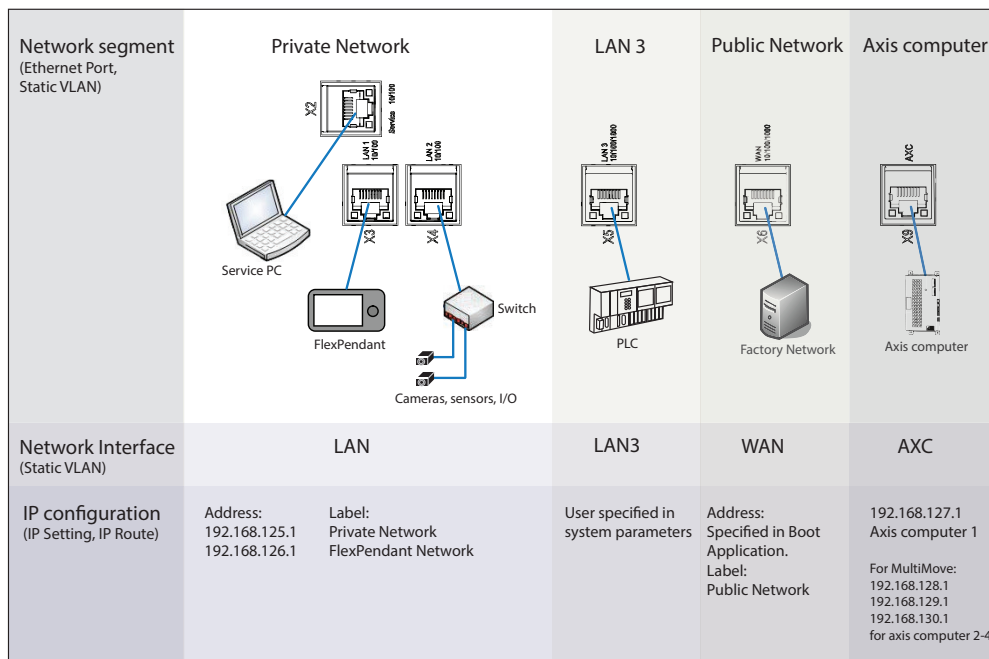 Network segment
(Ethernet Port,
Static VLAN)
Private Network
LAN 3
Public Network
Axis computer
X2
Service 10/100
LAN 1
10/100
LAN 2
10/100
X3
X4
LAN 3
10/100/1000
X5
WAN
10/100/1000
X6
AXC
X9
Service PC
FlexPendant
Switch
Cameras, sensors, I/O
PLC
Factory Network
Axis computer
Network Interface
(Static VLAN)
LAN
LAN3
WAN
AXC
IP configuration
(IP Setting, IP Route)
Address:
192.168.125.1
192.168.126.1
Label:
Private Network
FlexPendant Network
User specified in
system parameters
Address:
Specified in Boot
Application.
Label:
Public Network
192.168.127.1
Axis computer 1
For MultiMove:
192.168.128.1
192.168.129.1
192.168.130.1
for axis computer 2-4